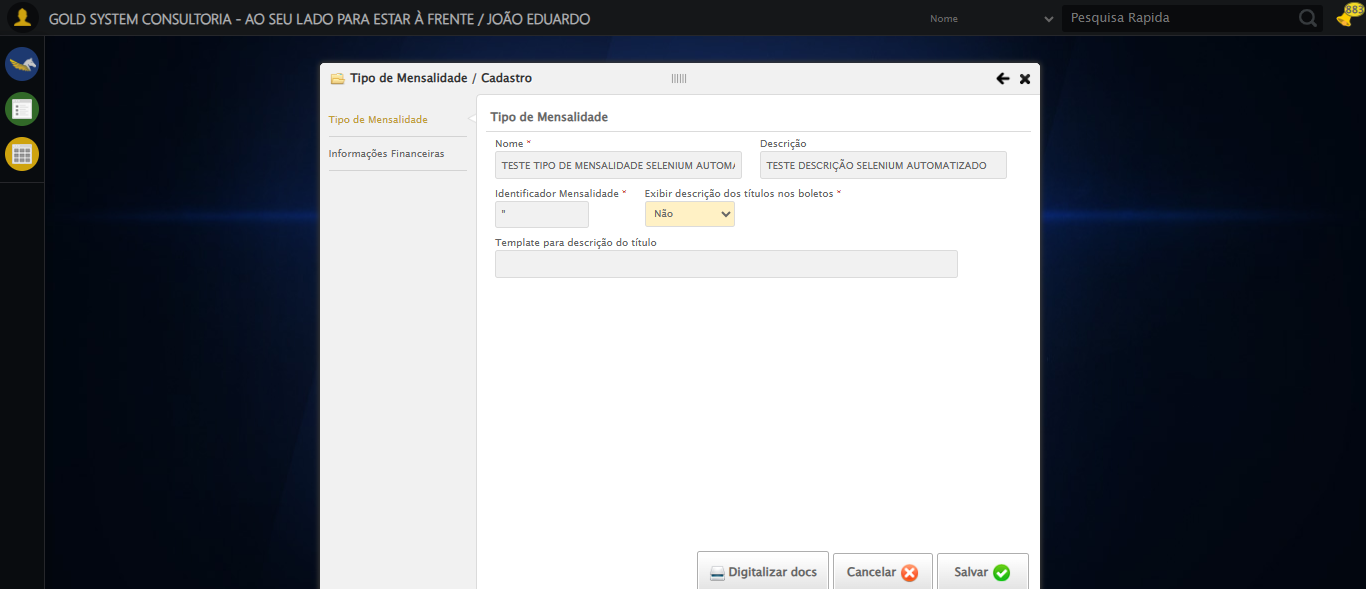 GOLD SYSTEM CONSULTORIA - AO SEU LADO PARA ESTAR À FRENTE / JOÃO EDUARDO
Nome
Pesquisa Rapida
883
Tipo de Mensalidade / Cadastro
Tipo de Mensalidade
Informações Financeiras
Tipo de Mensalidade
Nome *
Descrição
TESTE TIPO DE MENSALIDADE SELENIUM AUTOMA
TESTE DESCRIÇÃO SELENIUM AUTOMATIZADO
Identificador Mensalidade *
Exibir descrição dos títulos nos boletos *
"
Não
Template para descrição do título
Digitalizar docs
Cancelar
Salvar